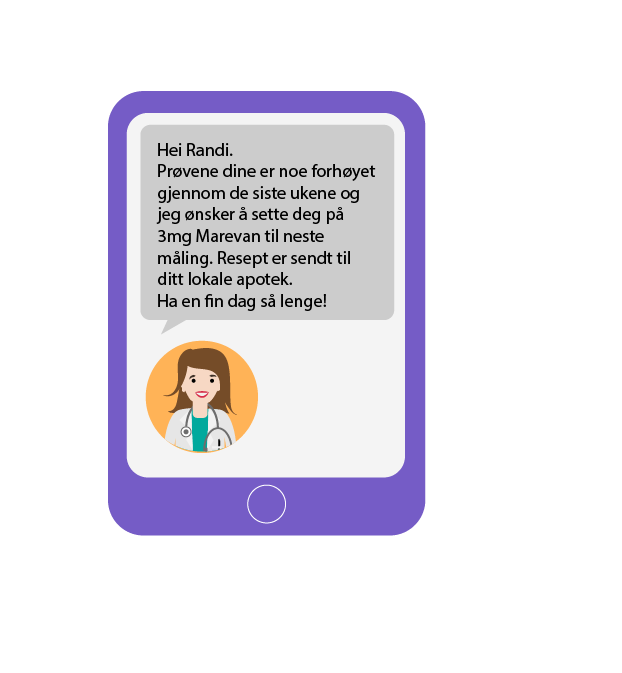 Hei Randi.
Prøvene dine er noe forhøyet
gjennom de siste ukene og
jeg ønsker å sette deg på
3mg Marevan til neste
måling. Resept er sendt til
ditt lokale apotek.
Ha en fin dag så lenge!